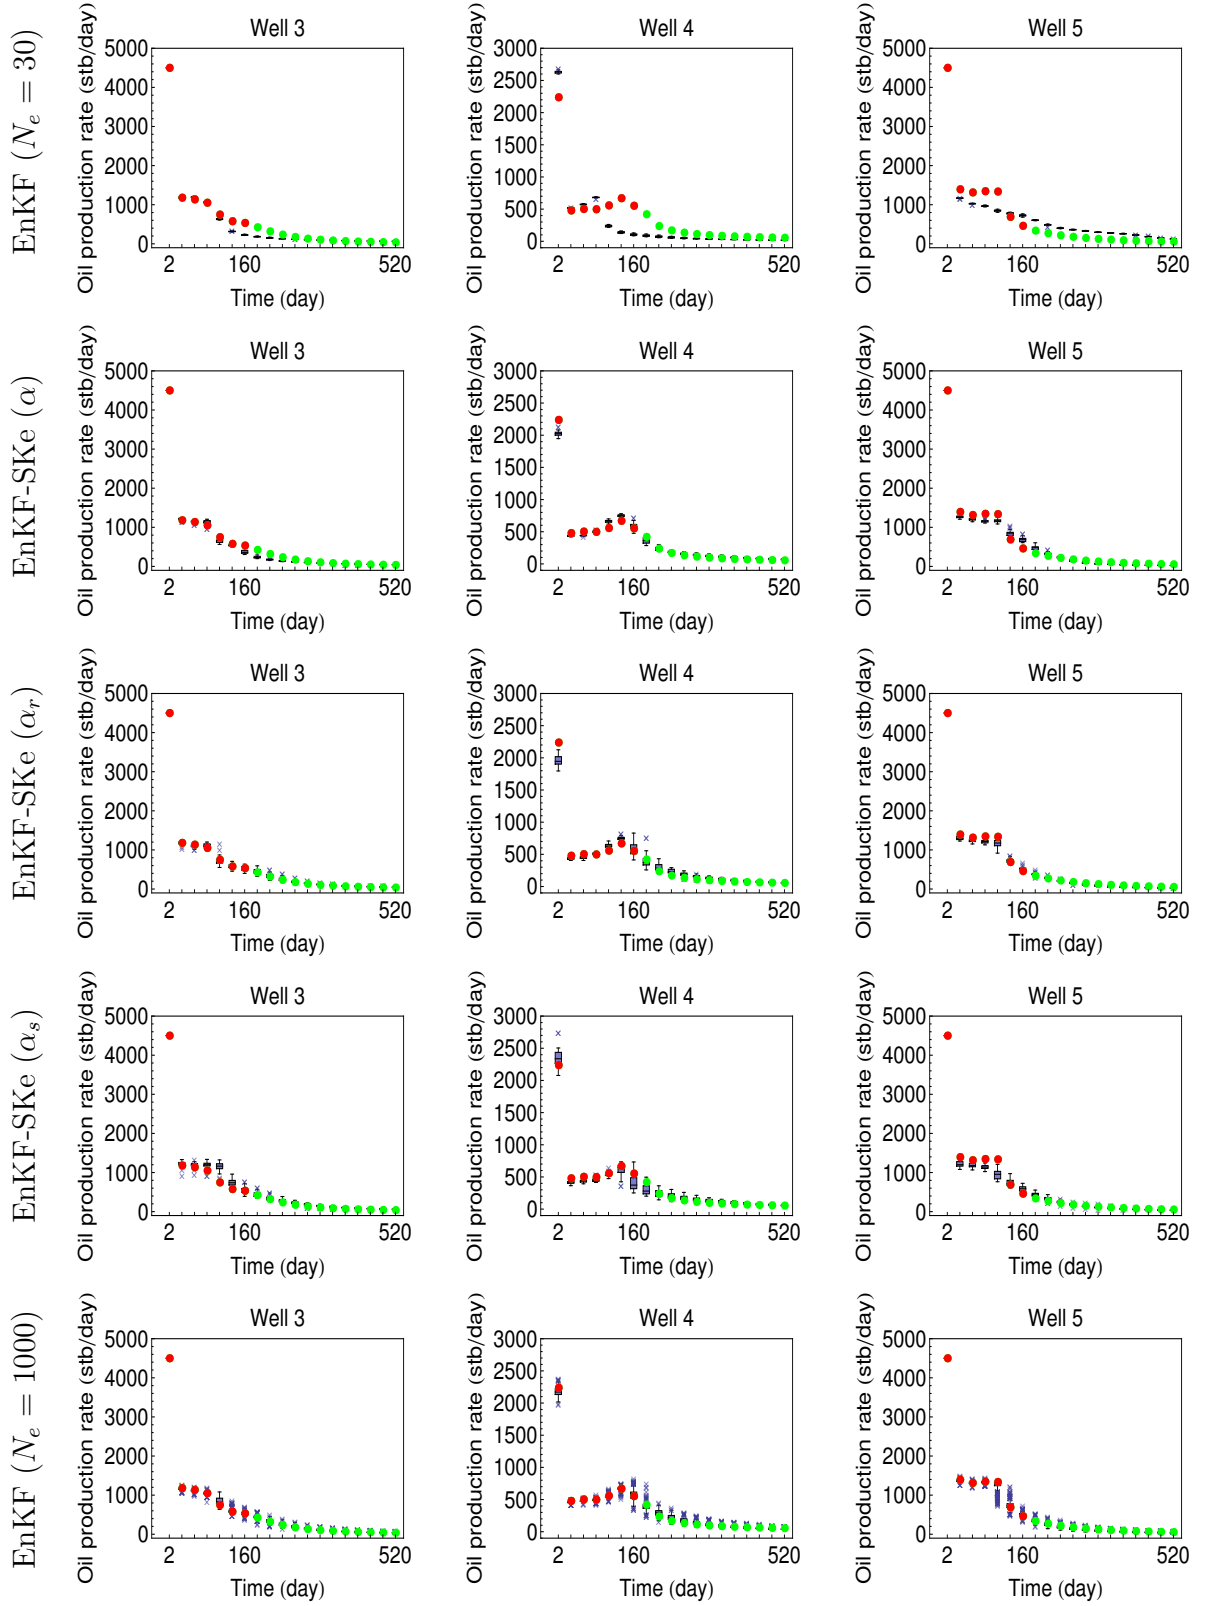 EnKF (Nₑ = 30)
Well 3
Oil production rate (stb/day)
5000
4000
3000
2000
1000
0
2
160
520
Time (day)
Well 4
Oil production rate (stb/day)
3000
2500
2000
1500
1000
500
0
2
160
520
Time (day)
Well 5
Oil production rate (stb/day)
5000
4000
3000
2000
1000
0
2
160
520
Time (day)
EnKF-SKe (α)
Well 3
Oil production rate (stb/day)
5000
4000
3000
2000
1000
0
2
160
520
Time (day)
Well 4
Oil production rate (stb/day)
3000
2500
2000
1500
1000
500
0
2
160
520
Time (day)
Well 5
Oil production rate (stb/day)
5000
4000
3000
2000
1000
0
2
160
520
Time (day)
EnKF-SKe (αᵣ)
Well 3
Oil production rate (stb/day)
5000
4000
3000
2000
1000
0
2
160
520
Time (day)
Well 4
Oil production rate (stb/day)
3000
2500
2000
1500
1000
500
0
2
160
520
Time (day)
Well 5
Oil production rate (stb/day)
5000
4000
3000
2000
1000
0
2
160
520
Time (day)
EnKF-SKe (αₛ)
Well 3
Oil production rate (stb/day)
5000
4000
3000
2000
1000
0
2
160
520
Time (day)
Well 4
Oil production rate (stb/day)
3000
2500
2000
1500
1000
500
0
2
160
520
Time (day)
Well 5
Oil production rate (stb/day)
5000
4000
3000
2000
1000
0
2
160
520
Time (day)
EnKF (Nₑ = 1000)
Well 3
Oil production rate (stb/day)
5000
4000
3000
2000
1000
0
2
160
520
Time (day)
Well 4
Oil production rate (stb/day)
3000
2500
2000
1500
1000
500
0
2
160
520
Time (day)
Well 5
Oil production rate (stb/day)
5000
4000
3000
2000
1000
0
2
160
520
Time (day)